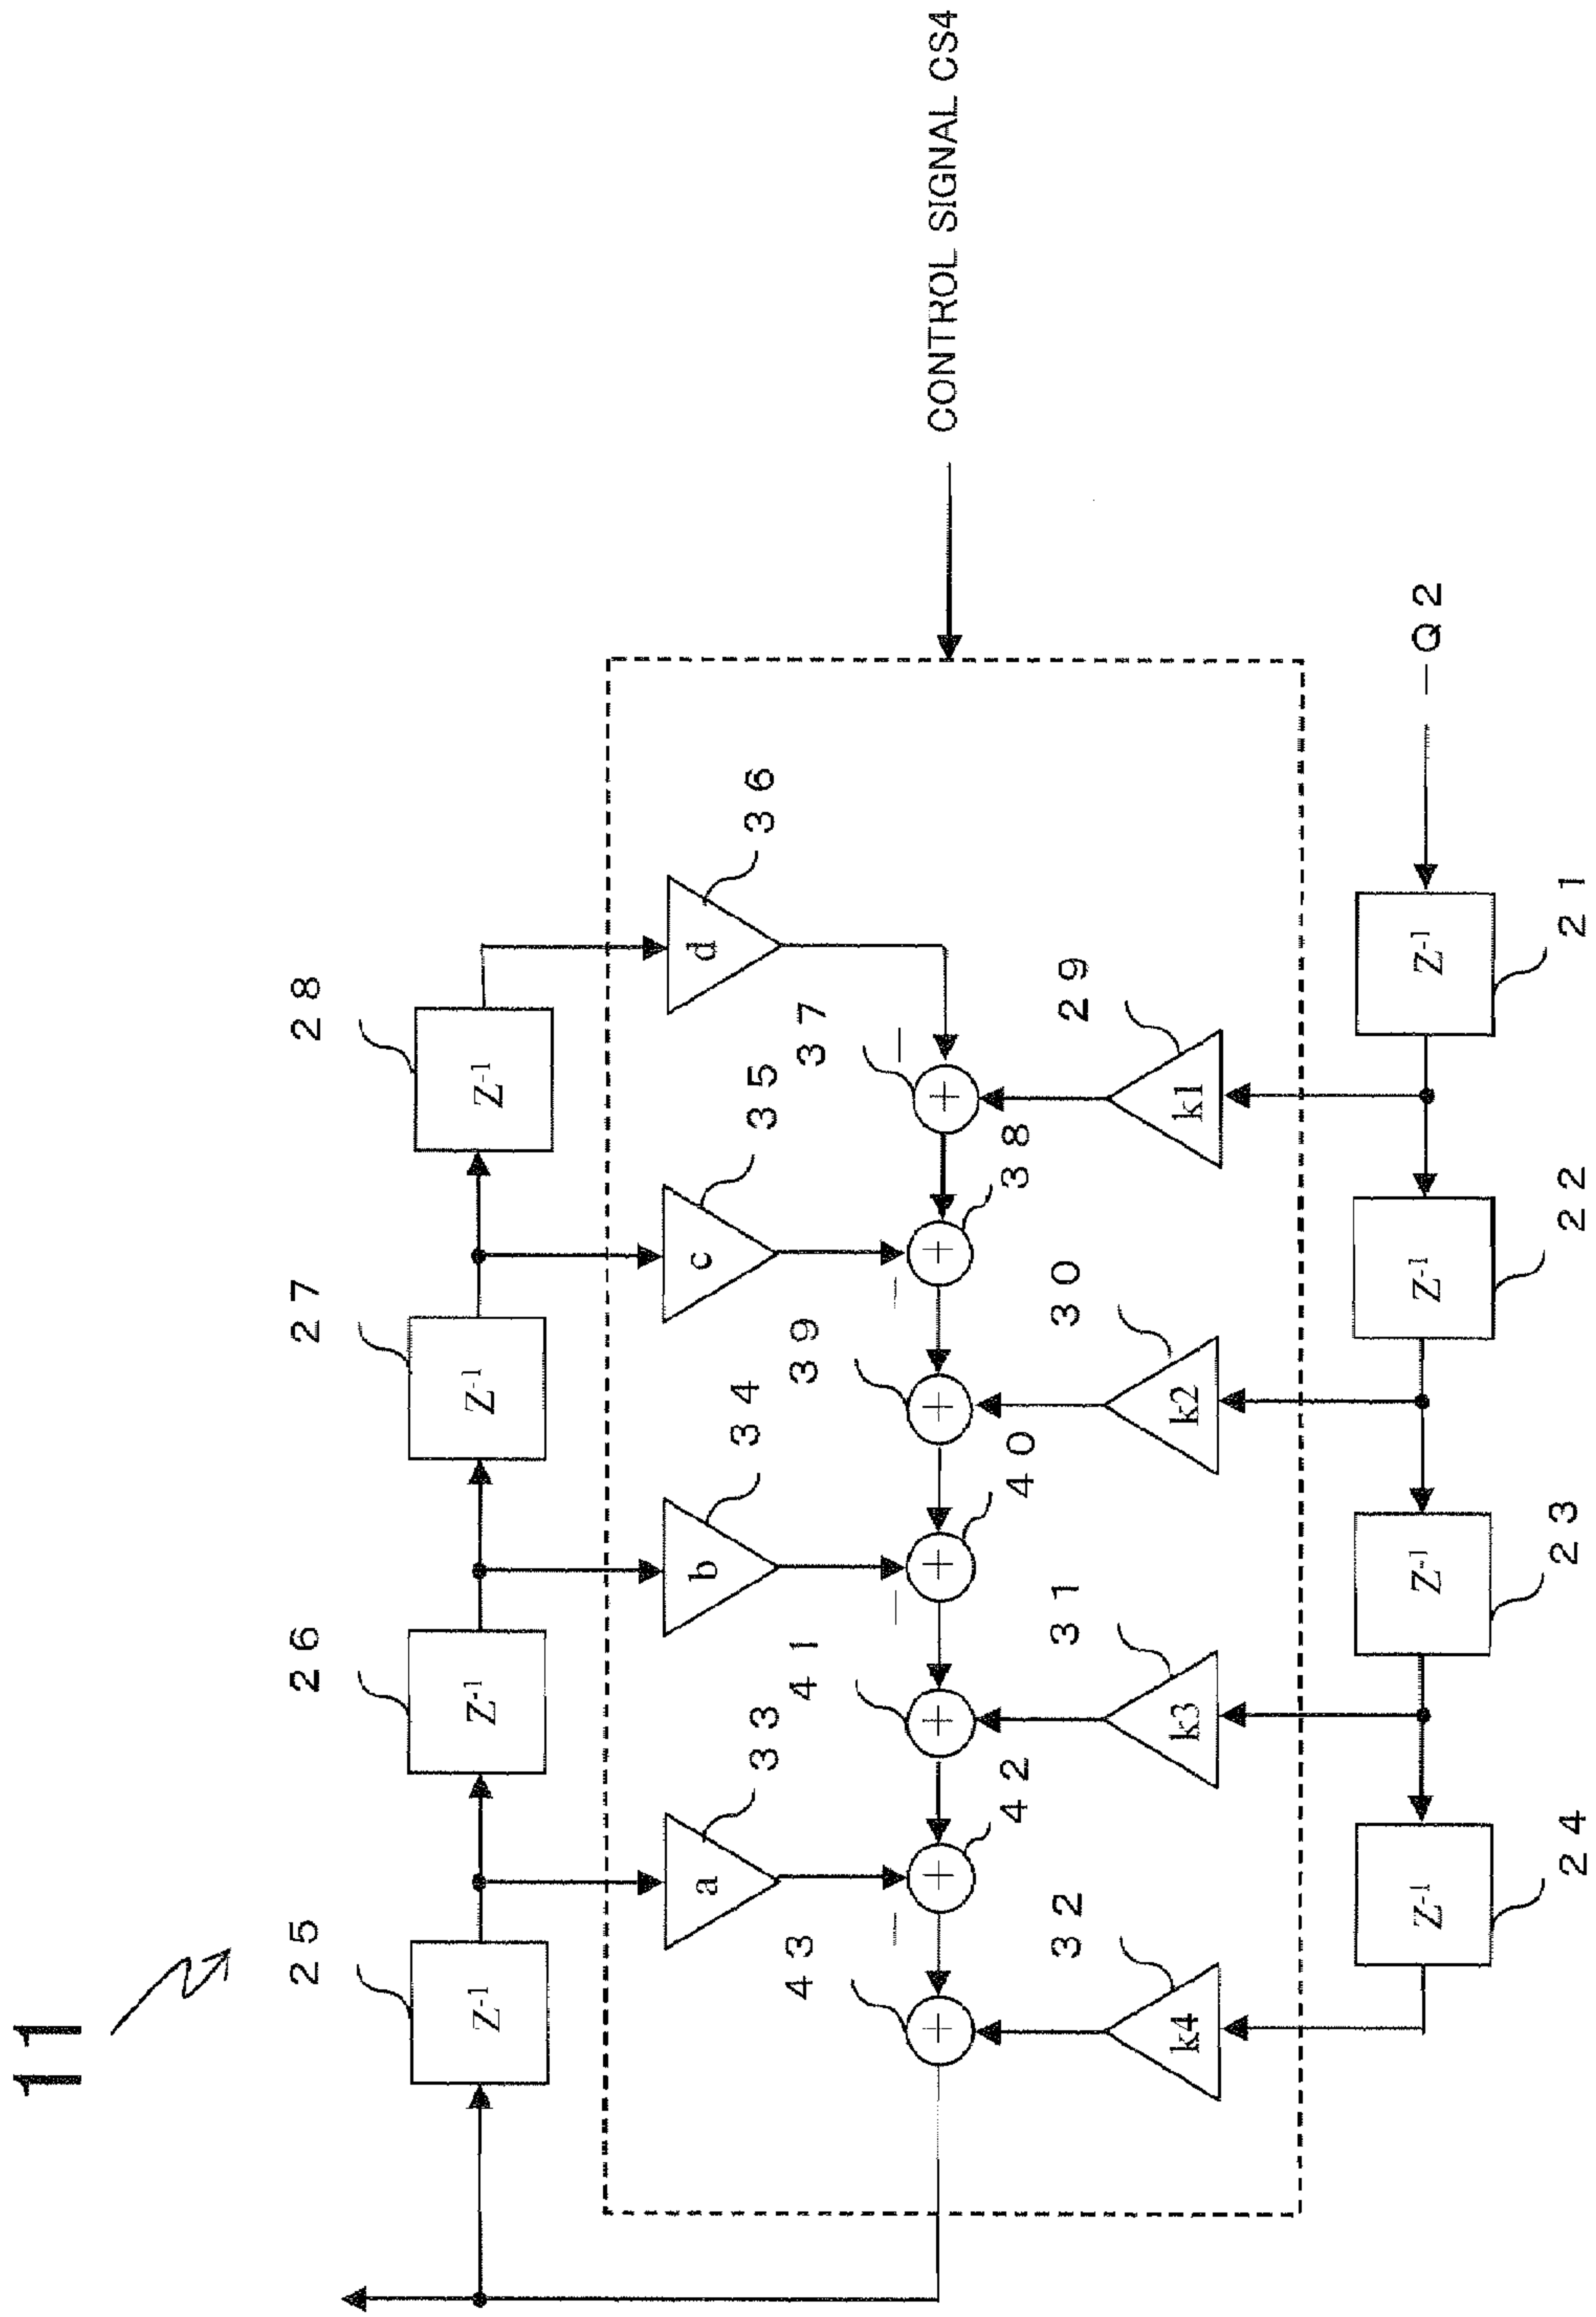 11
25
26
27
28
Z-1
Z-1
Z-1
Z-1
33
34
35
36
a
b
c
d
43
42
41
40
39
38
37
+
+
+
+
+
+
+
−
−
−
−
32
31
30
29
k4
k3
k2
k1
Z-1
Z-1
Z-1
Z-1
24
23
22
21
− Q2
CONTROL SIGNAL CS4